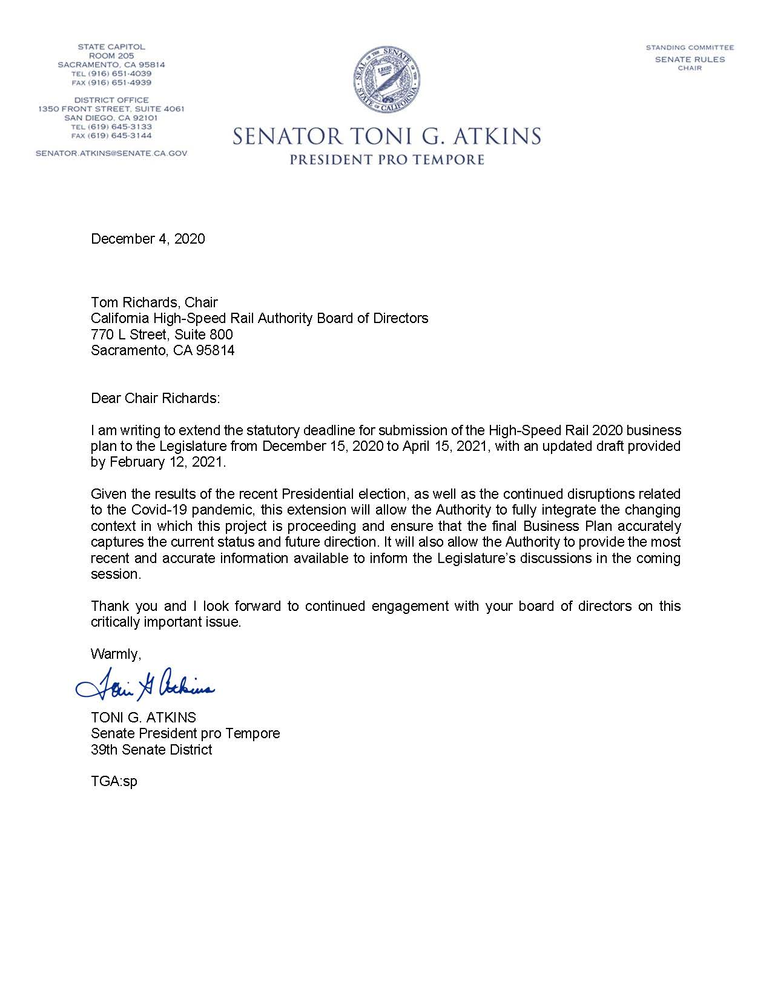 STATE CAPITOL
ROOM 205
SACRAMENTO, CA 95814
TEL (916) 651-4039
FAX (916) 651-4939
DISTRICT OFFICE
1350 FRONT STREET, SUITE 4061
SAN DIEGO, CA 92101
TEL (619) 645-3133
FAX (619) 645-3144
SENATOR.ATKINS@SENATE.CA.GOV
SEAL OF THE SENATE OF THE STATE OF CALIFORNIA
LEGIS
SENATOR TONI G. ATKINS
PRESIDENT PRO TEMPORE
STANDING COMMITTEE
SENATE RULES
CHAIR
December 4, 2020
Tom Richards, Chair
California High-Speed Rail Authority Board of Directors
770 L Street, Suite 800
Sacramento, CA 95814
Dear Chair Richards:
I am writing to extend the statutory deadline for submission of the High-Speed Rail 2020 business
plan to the Legislature from December 15, 2020 to April 15, 2021, with an updated draft provided
by February 12, 2021.
Given the results of the recent Presidential election, as well as the continued disruptions related
to the Covid-19 pandemic, this extension will allow the Authority to fully integrate the changing
context in which this project is proceeding and ensure that the final Business Plan accurately
captures the current status and future direction. It will also allow the Authority to provide the most
recent and accurate information available to inform the Legislature’s discussions in the coming
session.
Thank you and I look forward to continued engagement with your board of directors on this
critically important issue.
Warmly,
Toni G Atkins
TONI G. ATKINS
Senate President pro Tempore
39th Senate District
TGA:sp